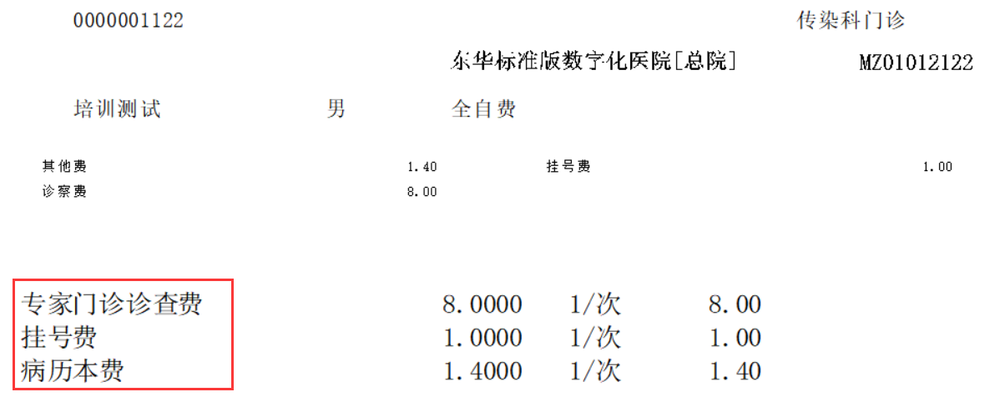 0000001122 传染科门诊
东华标准版数字化医院[总院] MZ01012122
培训测试 男 全自费
其他费 1.40 挂号费 1.00
诊察费 8.00
专家门诊诊查费 8.0000 1/次 8.00
挂号费 1.0000 1/次 1.00
病历本费 1.4000 1/次 1.40